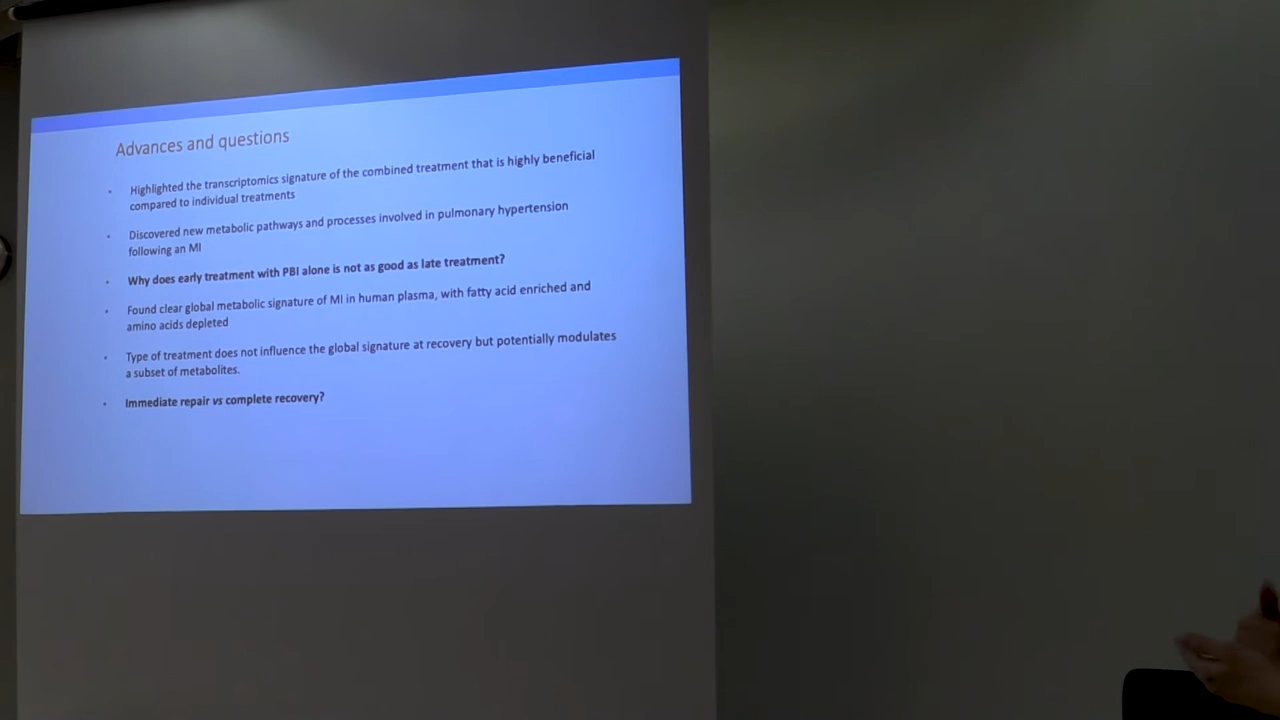 Advances and questions
• Highlighted the transcriptomics signature of the combined treatment that is highly beneficial
compared to individual treatments
• Discovered new metabolic pathways and processes involved in pulmonary hypertension
following an MI
• Why does early treatment with PBI alone is not as good as late treatment?
• Found clear global metabolic signature of MI in human plasma, with fatty acid enriched and
amino acids depleted
• Type of treatment does not influence the global signature at recovery but potentially modulates
a subset of metabolites.
• Immediate repair vs complete recovery?